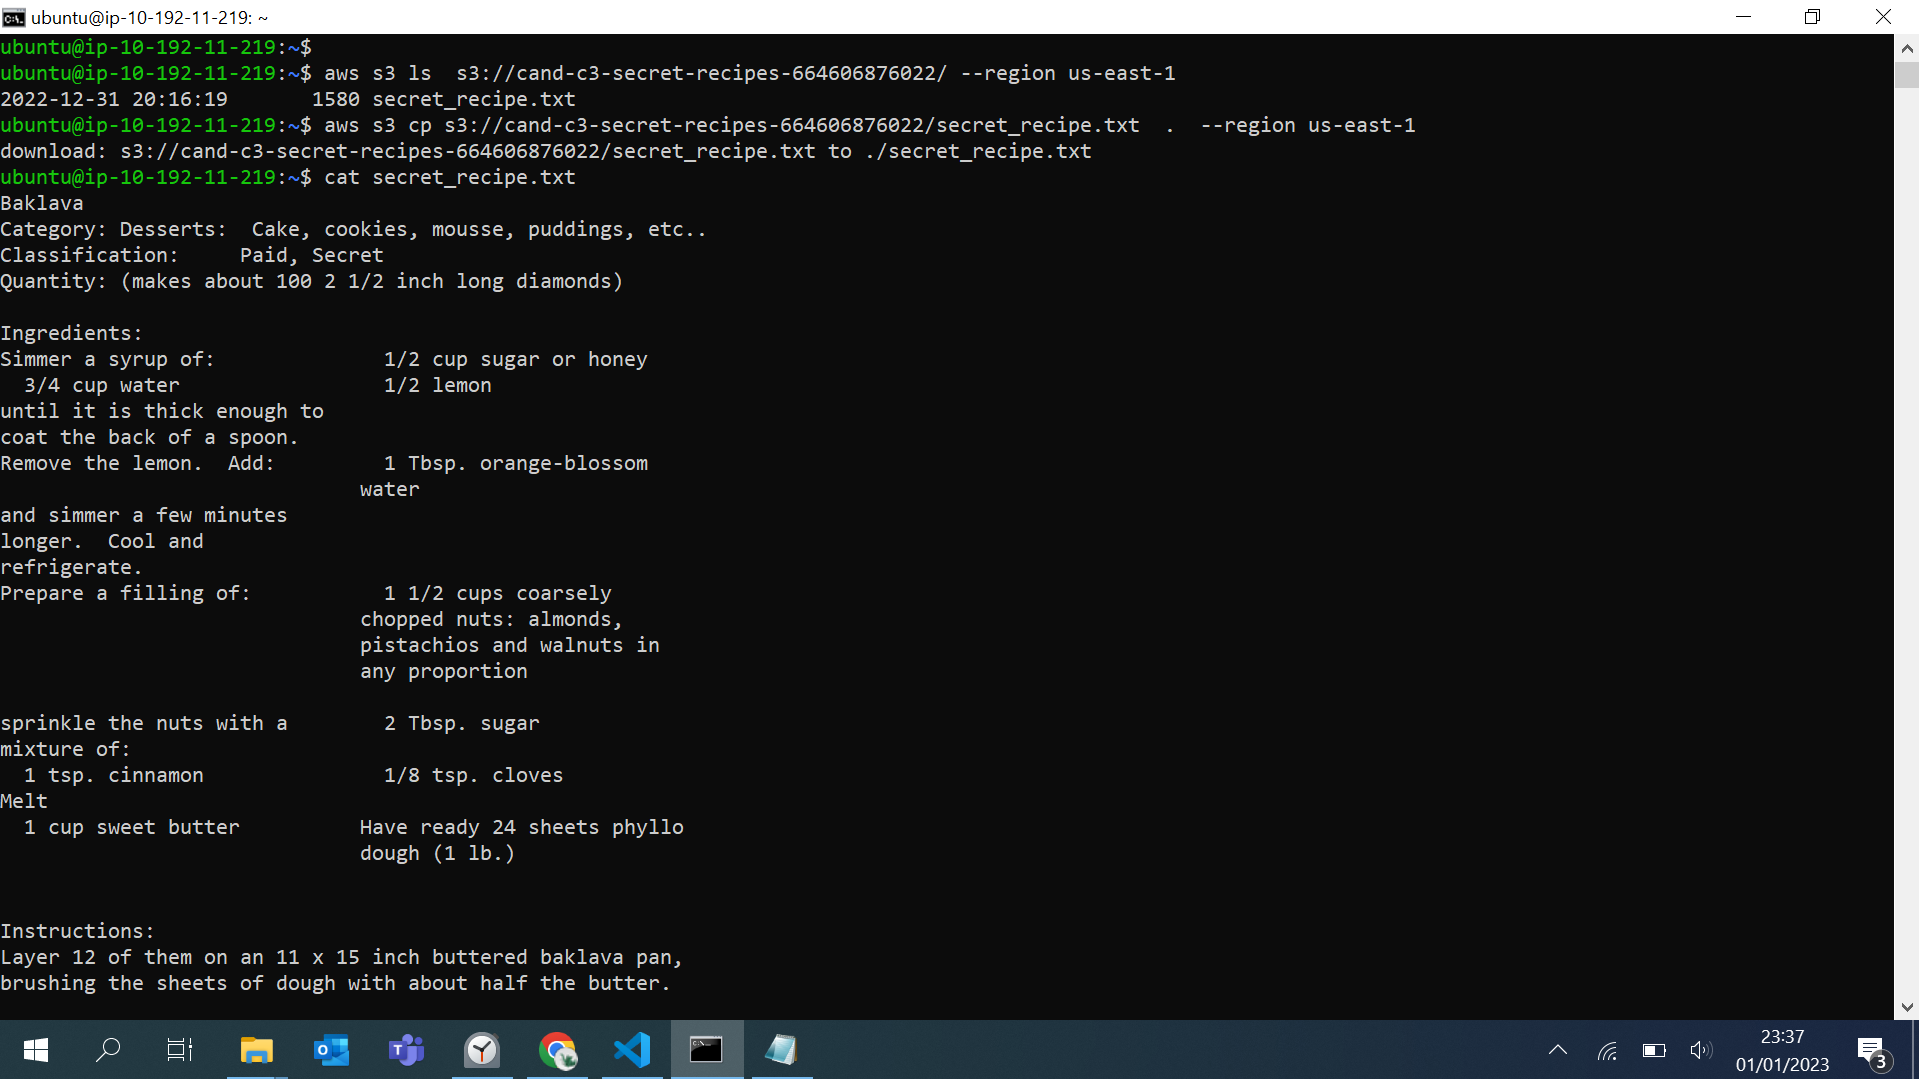 ubuntu@ip-10-192-11-219: ~
ubuntu@ip-10-192-11-219:~$
ubuntu@ip-10-192-11-219:~$ aws s3 ls  s3://cand-c3-secret-recipes-664606876022/ --region us-east-1
2022-12-31 20:16:19       1580 secret_recipe.txt
ubuntu@ip-10-192-11-219:~$ aws s3 cp s3://cand-c3-secret-recipes-664606876022/secret_recipe.txt  .  --region us-east-1
download: s3://cand-c3-secret-recipes-664606876022/secret_recipe.txt to ./secret_recipe.txt
ubuntu@ip-10-192-11-219:~$ cat secret_recipe.txt
Baklava
Category: Desserts:  Cake, cookies, mousse, puddings, etc..
Classification:     Paid, Secret
Quantity: (makes about 100 2 1/2 inch long diamonds)
Ingredients:
Simmer a syrup of:              1/2 cup sugar or honey
  3/4 cup water                 1/2 lemon
until it is thick enough to
coat the back of a spoon.
Remove the lemon.  Add:         1 Tbsp. orange-blossom
                              water
and simmer a few minutes
longer.  Cool and
refrigerate.
Prepare a filling of:           1 1/2 cups coarsely
                              chopped nuts: almonds,
                              pistachios and walnuts in
                              any proportion
sprinkle the nuts with a        2 Tbsp. sugar
mixture of:
  1 tsp. cinnamon               1/8 tsp. cloves
Melt
  1 cup sweet butter          Have ready 24 sheets phyllo
                              dough (1 lb.)
Instructions:
Layer 12 of them on an 11 x 15 inch buttered baklava pan,
brushing the sheets of dough with about half the butter.
23:37
01/01/2023
3